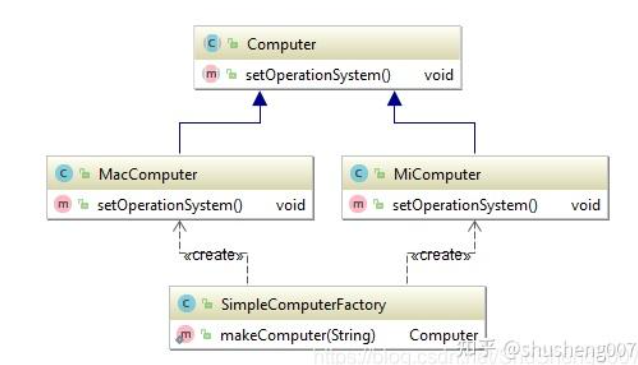 C Computer
m setOperationSystem() void
C MacComputer
m setOperationSystem() void
C MiComputer
m setOperationSystem() void
«create»
«create»
C SimpleComputerFactory
m makeComputer(String) Computer
知乎 @shusheng007